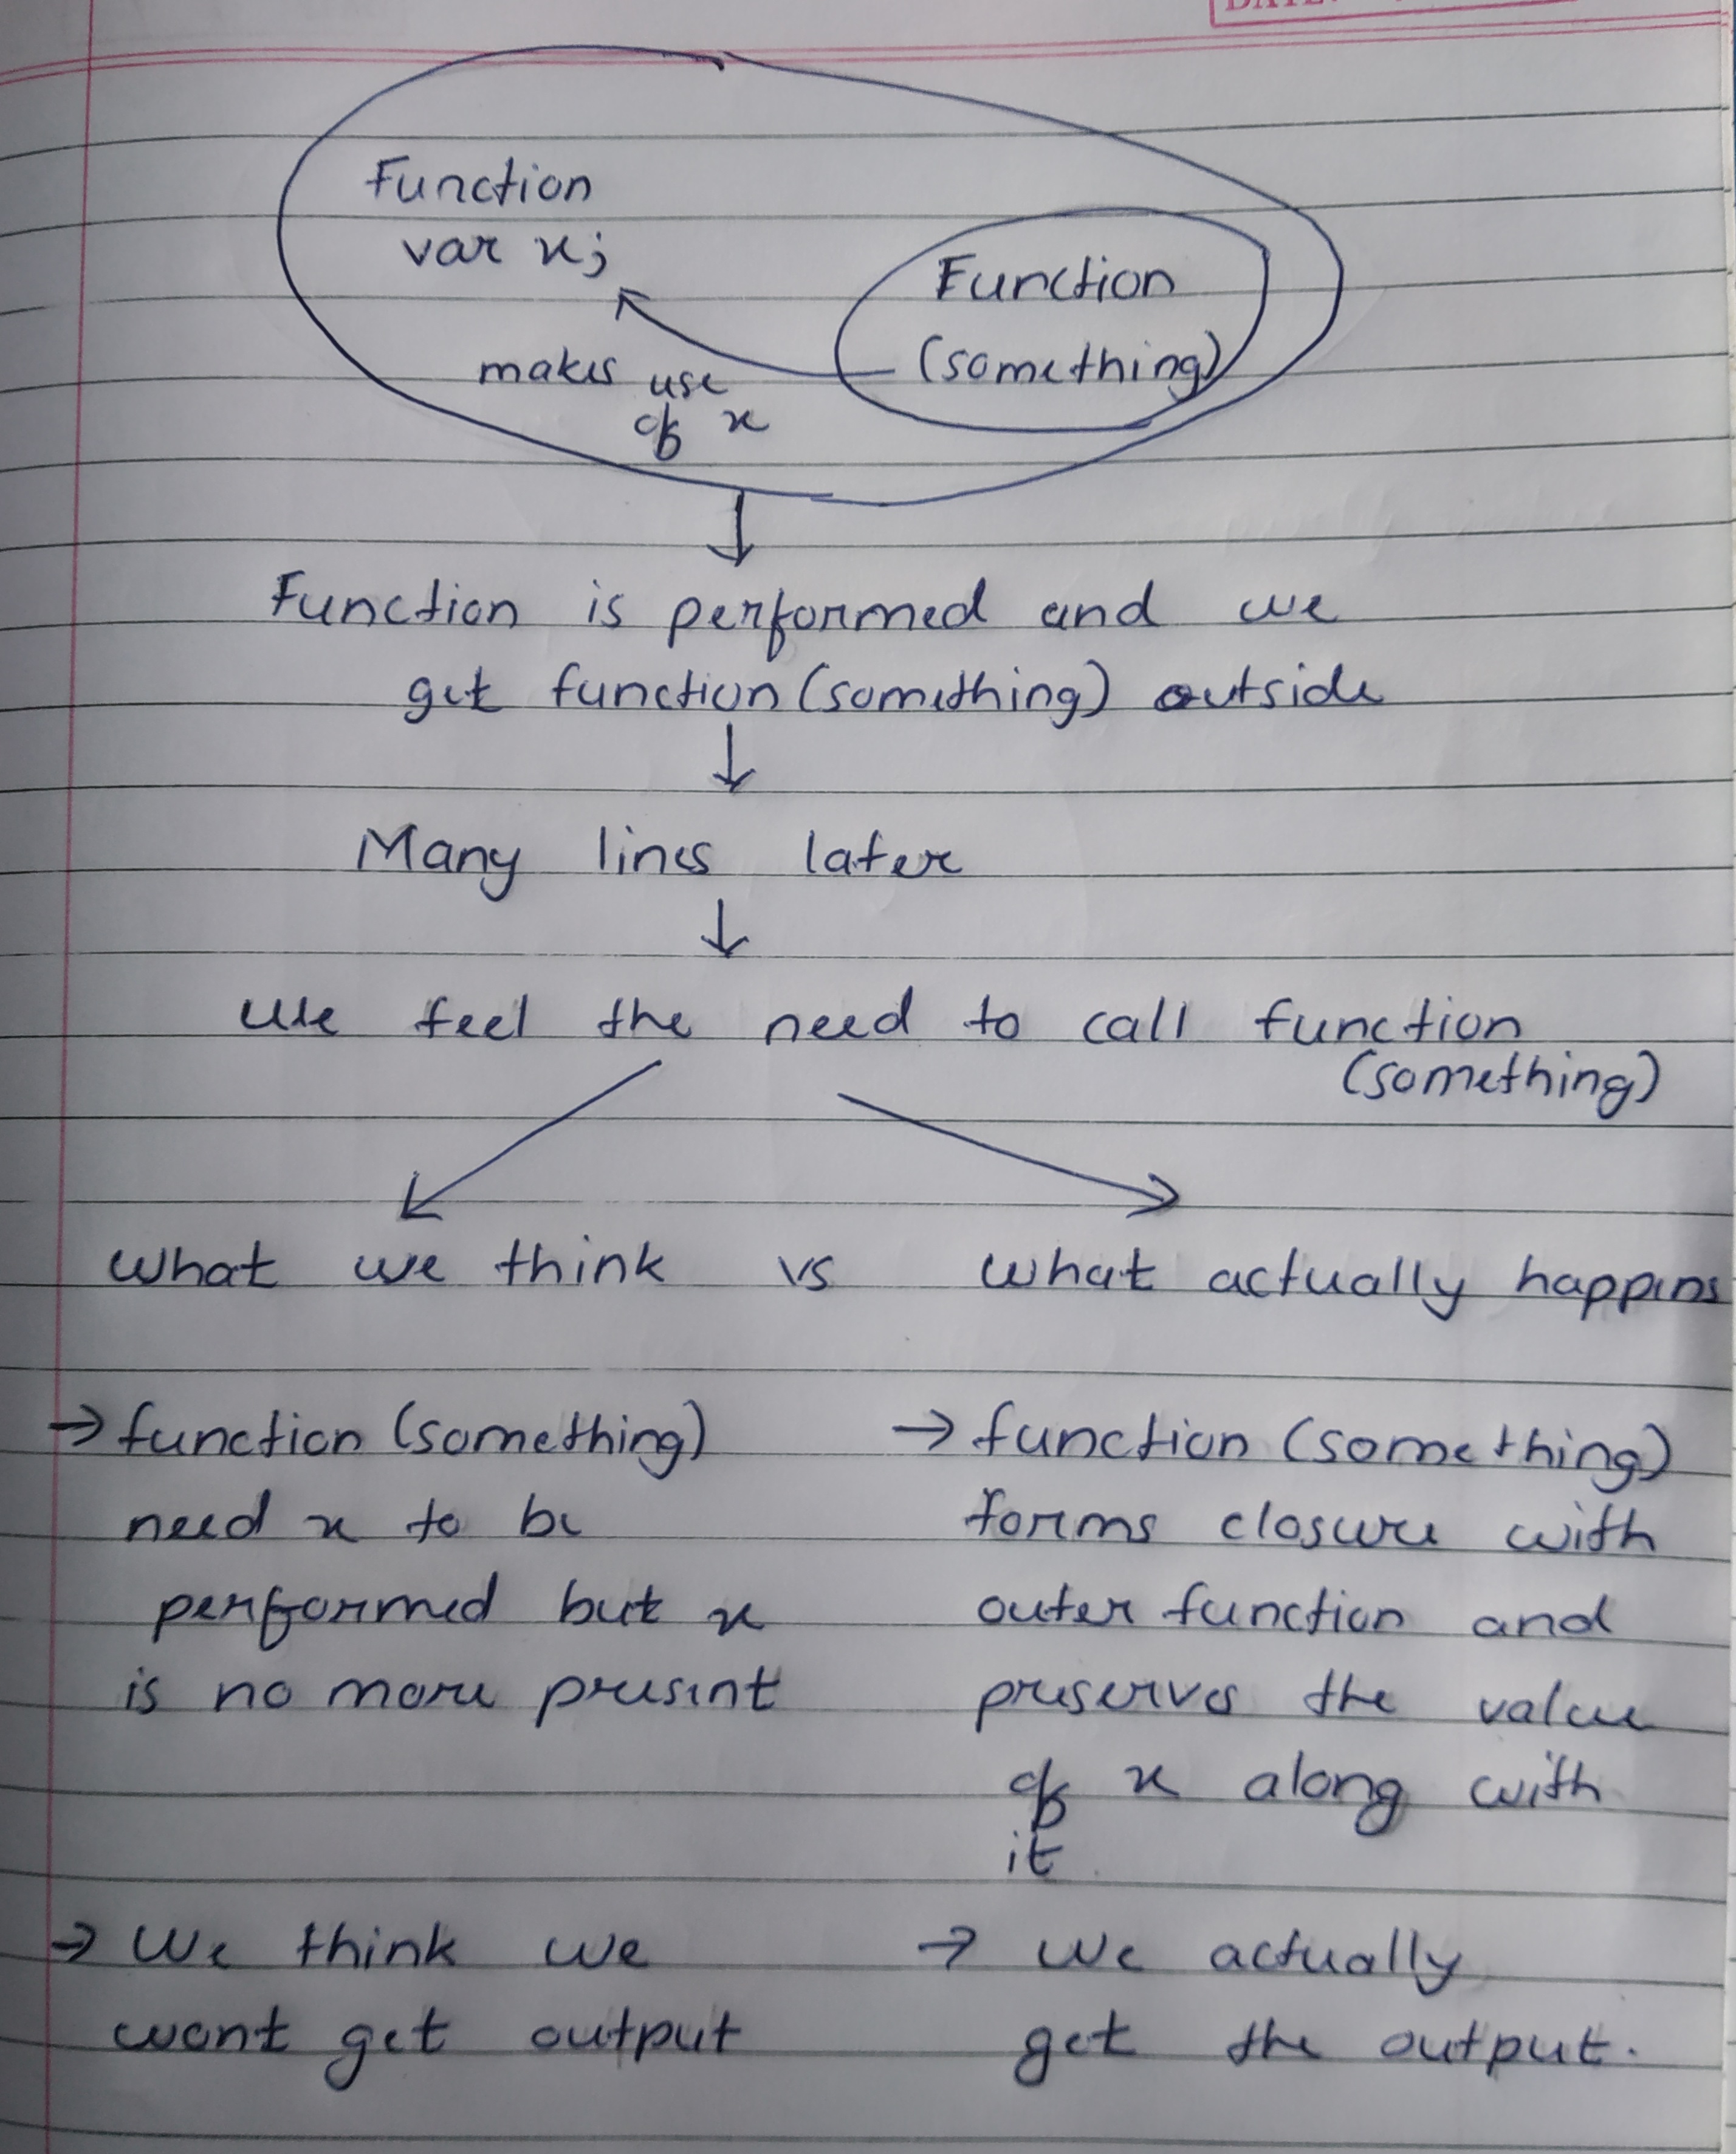 DATE:
Function
var x;
Function
(something)
makes use
of x
Function is performed and we
get function (something) outside
Many lines later
We feel the need to call function
(something)
What we think vs What actually happens
→ function (something)
need x to be
performed but x
is no more present
→ function (something)
forms closure with
outer function and
preserves the value
of x along with
it.
→ We think we
wont get output
→ We actually
get the output.